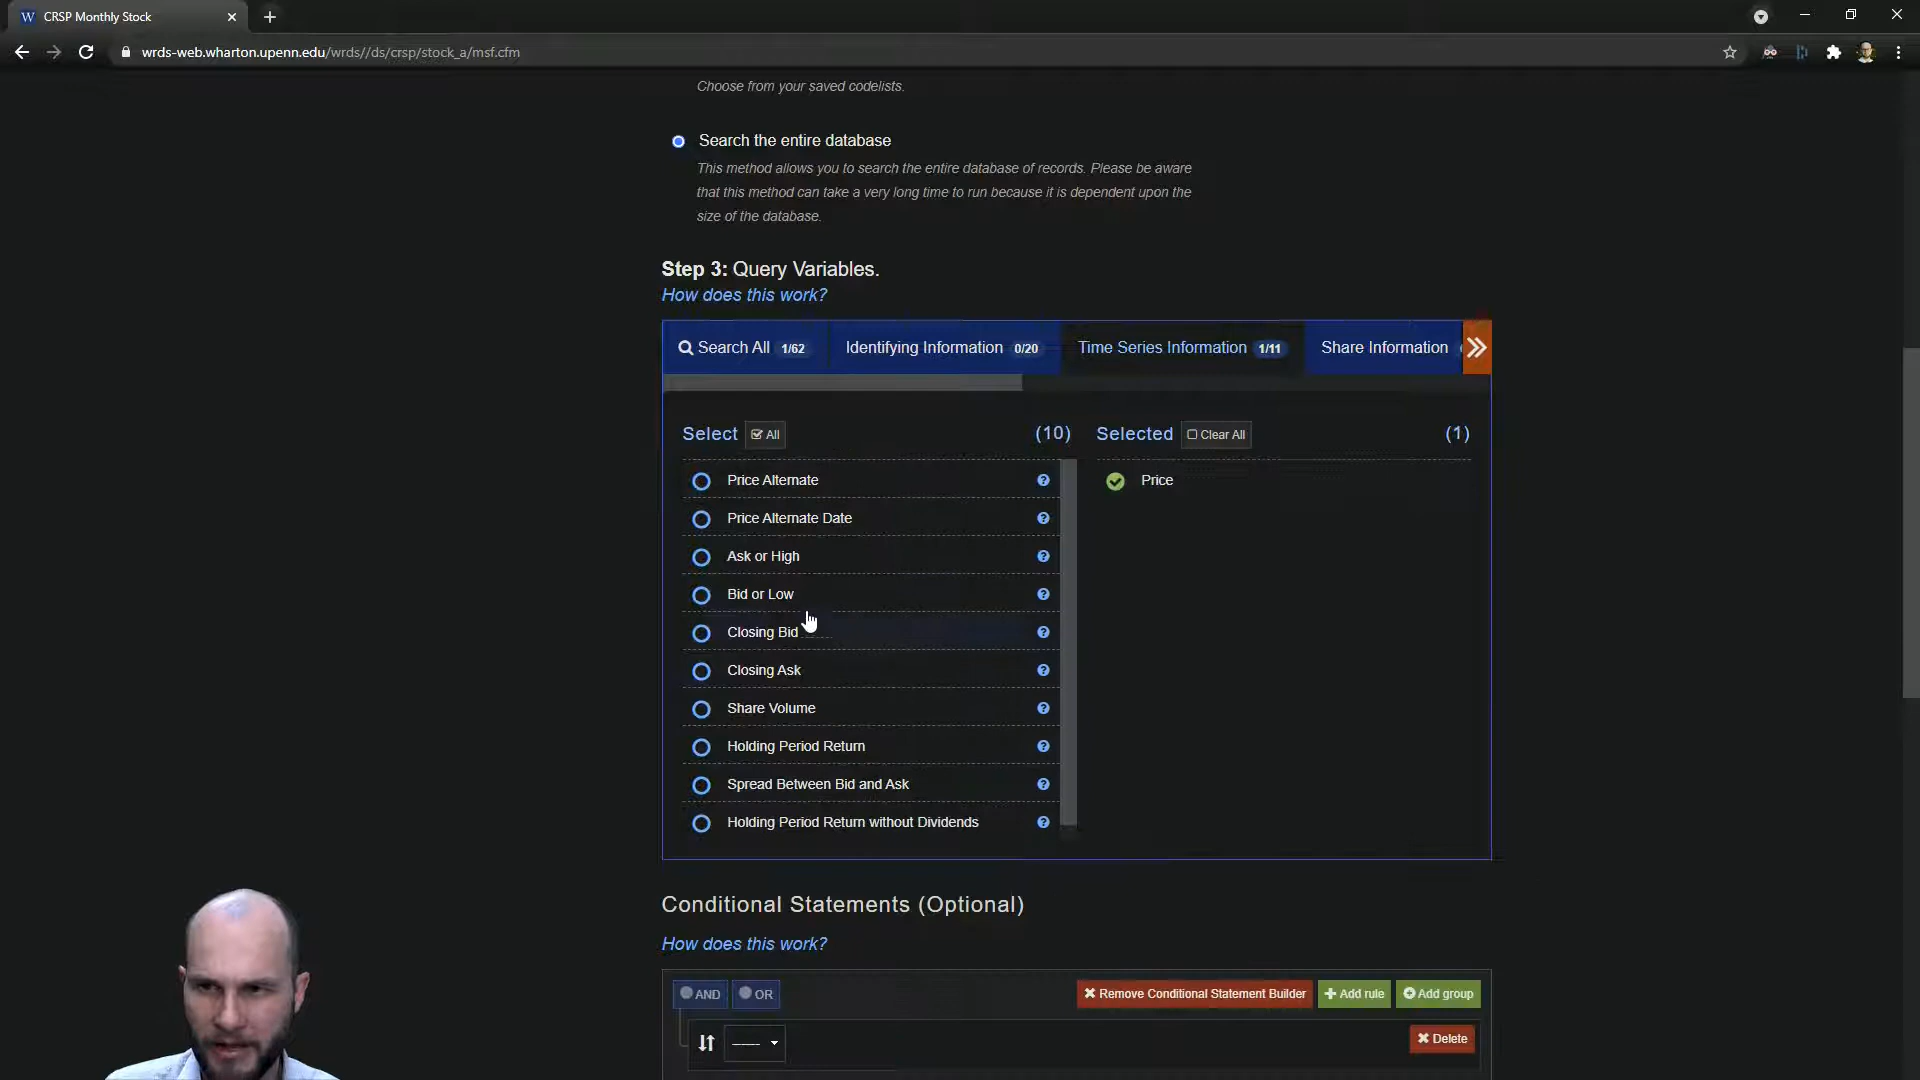 W CRSP Monthly Stock
wrds-web.wharton.upenn.edu/wrds//ds/crsp/stock_a/msf.cfm
Choose from your saved codelists.
Search the entire database
This method allows you to search the entire database of records. Please be aware
that this method can take a very long time to run because it is dependent upon the
size of the database.
Step 3: Query Variables.
How does this work?
Search All 1/62 Identifying Information 0/20 Time Series Information 1/11 Share Information
Select All (10) Selected Clear All (1)
Price Alternate ? Price
Price Alternate Date ?
Ask or High ?
Bid or Low ?
Closing Bid ?
Closing Ask ?
Share Volume ?
Holding Period Return ?
Spread Between Bid and Ask ?
Holding Period Return without Dividends ?
Conditional Statements (Optional)
How does this work?
AND OR Remove Conditional Statement Builder Add rule Add group
------ Delete